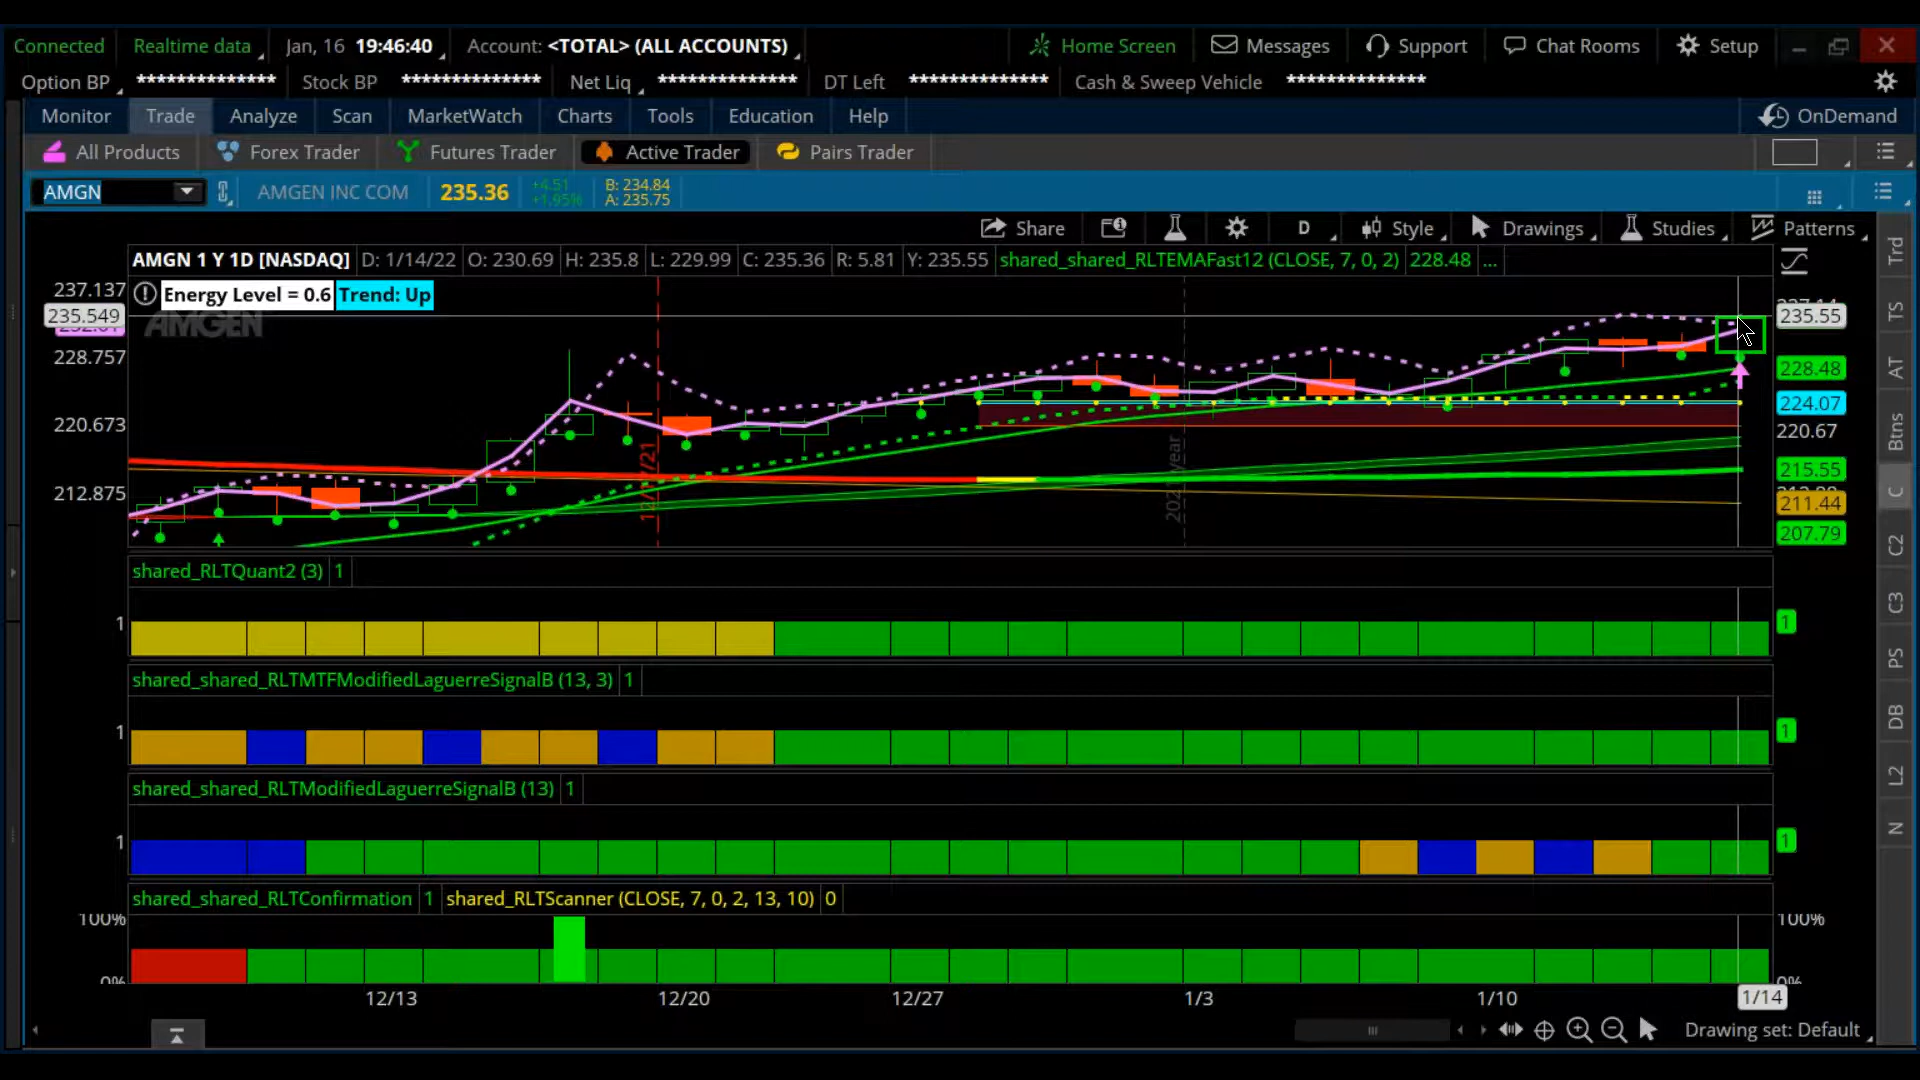 Connected Realtime data Jan, 16 19:46:40 Account: <TOTAL> (ALL ACCOUNTS) Home Screen Messages Support Chat Rooms Setup
Option BP ************** Stock BP ************** Net Liq ************** DT Left ************** Cash & Sweep Vehicle **************
Monitor Trade Analyze Scan MarketWatch Charts Tools Education Help OnDemand
All Products Forex Trader Futures Trader Active Trader Pairs Trader
AMGN AMGEN INC COM 235.36 +4.51 B: 234.84
+1.95% A: 235.75
Share D Style Drawings Studies Patterns
AMGN 1 Y 1D [NASDAQ] D: 1/14/22 O: 230.69 H: 235.8 L: 229.99 C: 235.36 R: 5.81 Y: 235.55 shared_shared_RLTEMAFast12 (CLOSE, 7, 0, 2) 228.48 ...
237.137 Energy Level = 0.6 Trend: Up
235.549 AMGEN 235.55
228.757 228.48
224.07
220.673 220.67
215.55
212.875 211.44
207.79
shared_RLTQuant2 (3) 1
1 1
shared_shared_RLTMTFModifiedLaguerreSignalB (13, 3) 1
1 1
shared_shared_RLTModifiedLaguerreSignalB (13) 1
1 1
shared_RLTConfirmation 1 shared_RLTScanner (CLOSE, 7, 0, 2, 13, 10) 0
100% 100%
0% 0%
12/13 12/20 12/27 1/3 1/10 1/14
Drawing set: Default
Trd
TS
AT
Btns
C
C2
C3
PS
DB
L2
N